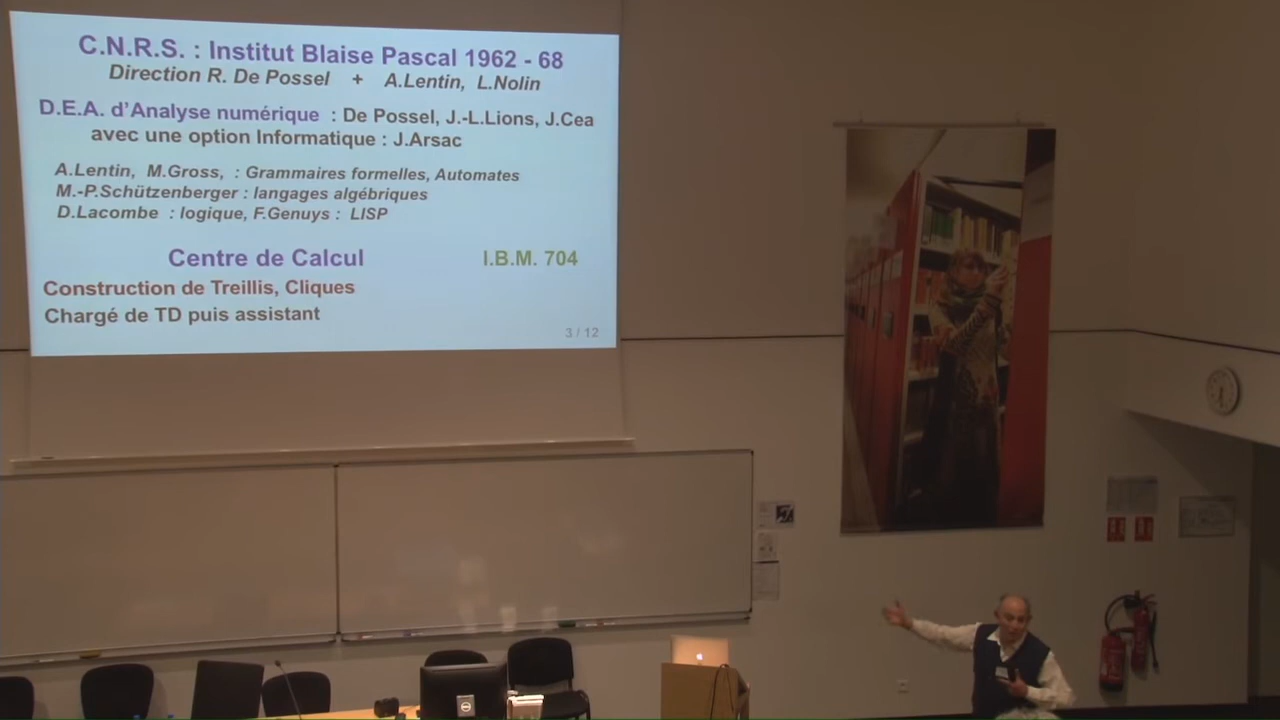 C.N.R.S. : Institut Blaise Pascal 1962 - 68
Direction R. De Possel + A.Lentin, L.Nolin
D.E.A. d'Analyse numérique : De Possel, J.-L.Lions, J.Cea
avec une option Informatique : J.Arsac
A.Lentin, M.Gross, : Grammaires formelles, Automates
M.-P.Schützenberger : langages algébriques
D.Lacombe : logique, F.Genuys : LISP
Centre de Calcul I.B.M. 704
Construction de Treillis, Cliques
Chargé de TD puis assistant
3 / 12
DELL